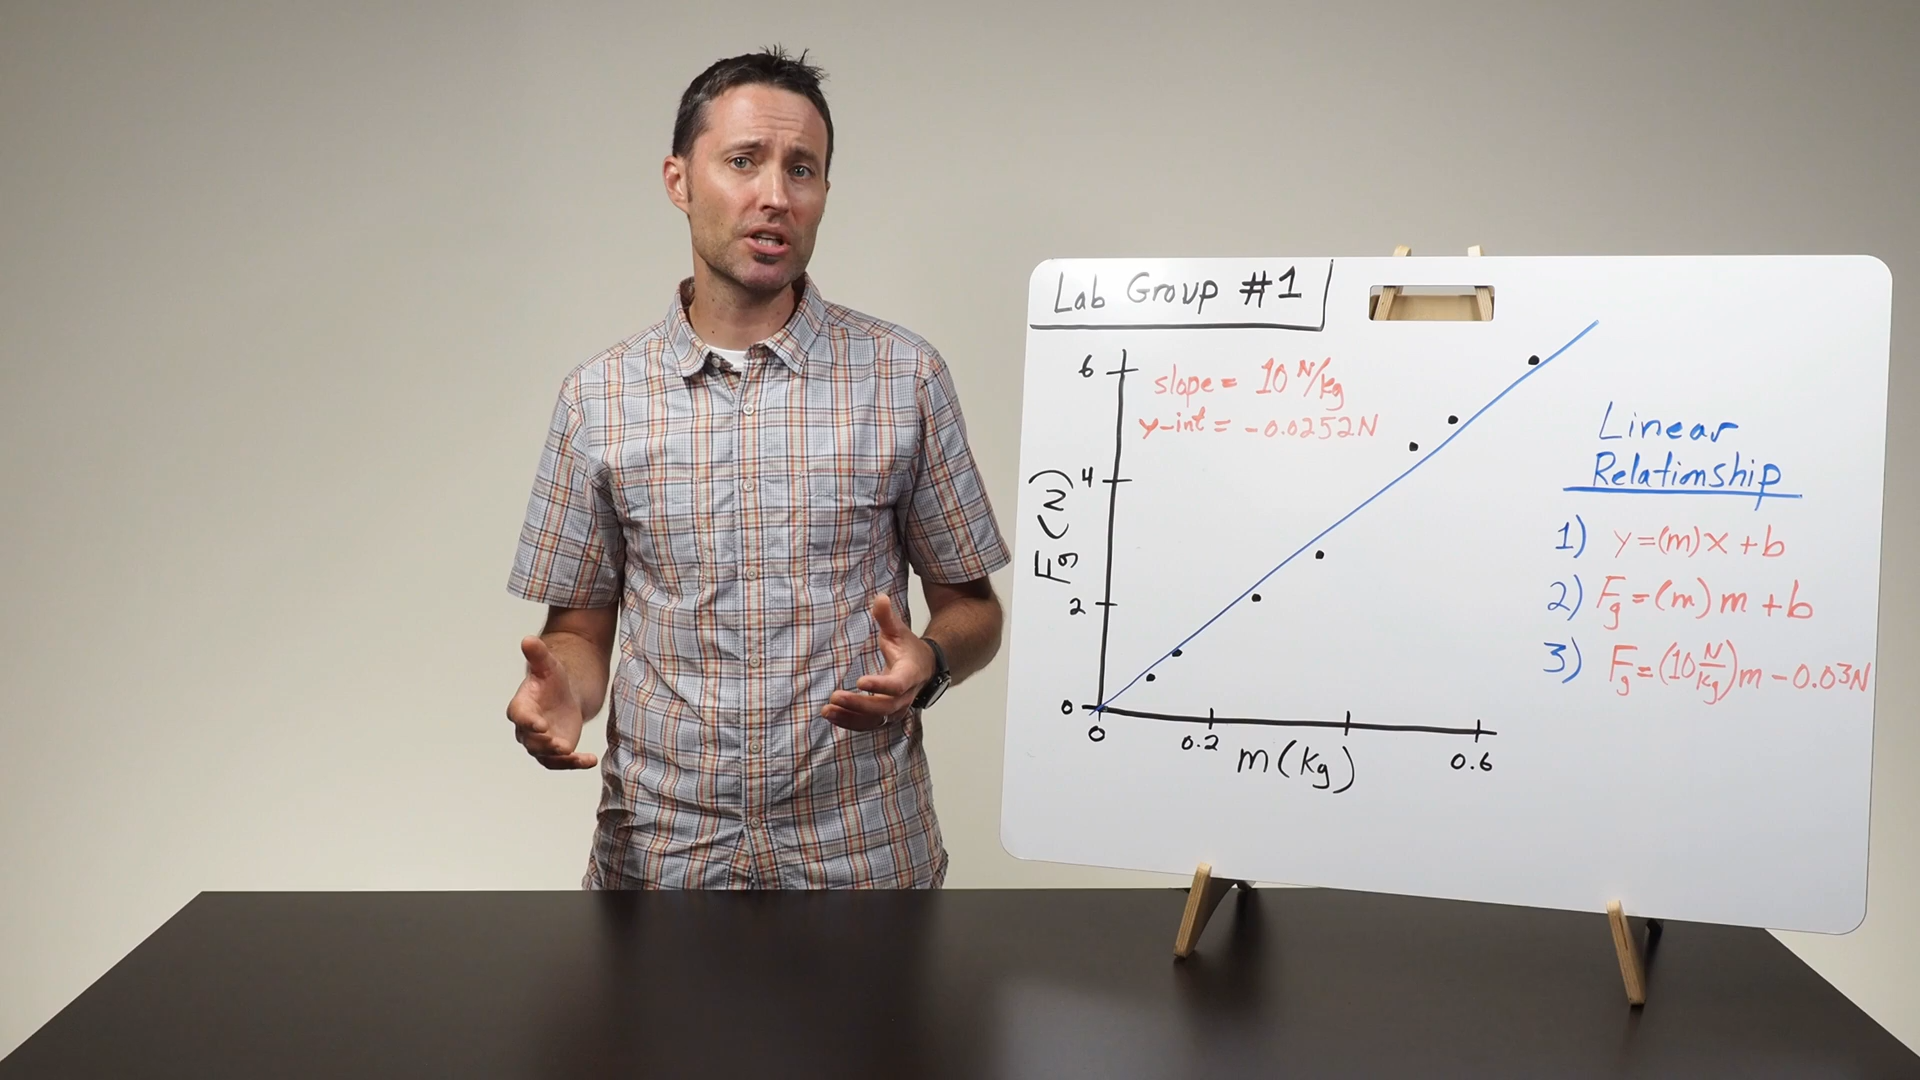 Lab Group #1
slope = 10 N/kg
y-int = -0.0252N
6
4
2
0
Fg (N)
0
0.2
0.6
m (kg)
Linear
Relationship
1) y=(m)x+b
2) Fg=(m)m+b
3) Fg=(10 N/kg)m-0.03N